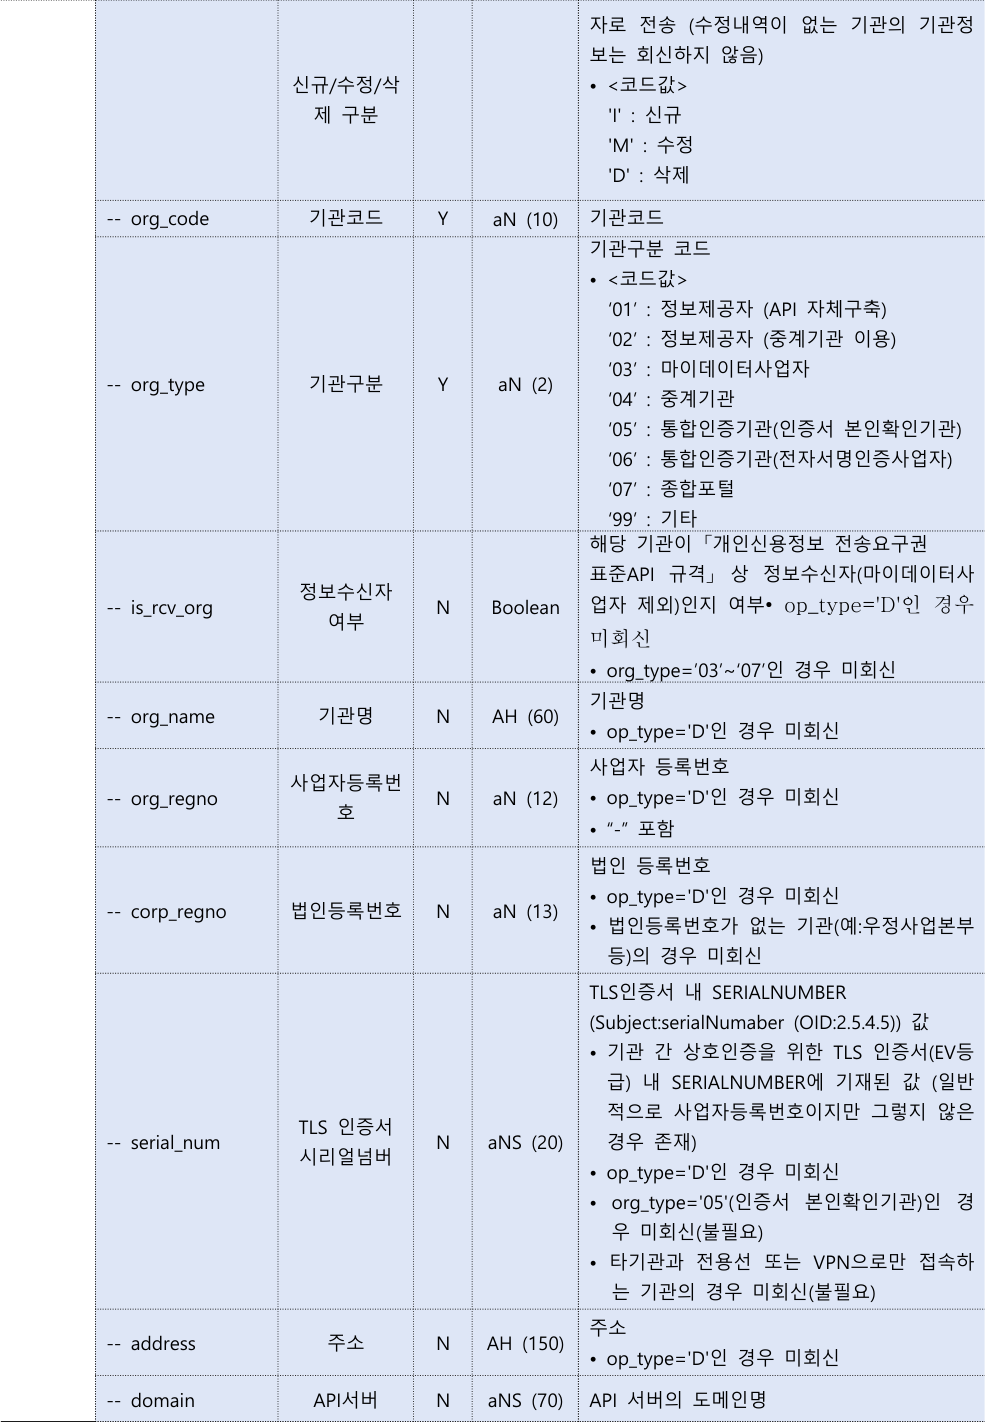 자로 전송 (수정내역이 없는 기관의 기관정
보는 회신하지 않음)
신규/수정/삭
제 구분
• <코드값>
'I' : 신규
'M' : 수정
'D' : 삭제
-- org_code 기관코드 Y aN (10) 기관코드
-- org_type 기관구분 Y aN (2)
기관구분 코드
• <코드값>
‘01’ : 정보제공자 (API 자체구축)
‘02’ : 정보제공자 (중계기관 이용)
‘03’ : 마이데이터사업자
‘04’ : 중계기관
‘05’ : 통합인증기관(인증서 본인확인기관)
‘06’ : 통합인증기관(전자서명인증사업자)
‘07’ : 종합포털
‘99’ : 기타
-- is_rcv_org
정보수신자
여부
N Boolean
해당 기관이「개인신용정보 전송요구권
표준API 규격」 상 정보수신자(마이데이터사
업자 제외)인지 여부• op_type='D'인 경우
미회신
• org_type=’03’~’07’인 경우 미회신
-- org_name 기관명 N AH (60)
기관명
• op_type='D'인 경우 미회신
-- org_regno
사업자등록번
호
N aN (12)
사업자 등록번호
• op_type='D'인 경우 미회신
• “-” 포함
-- corp_regno 법인등록번호 N aN (13)
법인 등록번호
• op_type='D'인 경우 미회신
• 법인등록번호가 없는 기관(예:우정사업본부
등)의 경우 미회신
-- serial_num
TLS 인증서
시리얼넘버
N aNS (20)
TLS인증서 내 SERIALNUMBER
(Subject:serialNumaber (OID:2.5.4.5)) 값
• 기관 간 상호인증을 위한 TLS 인증서(EV등
급) 내 SERIALNUMBER에 기재된 값 (일반
적으로 사업자등록번호이지만 그렇지 않은
경우 존재)
• op_type='D'인 경우 미회신
• org_type='05'(인증서 본인확인기관)인 경
우 미회신(불필요)
• 타기관과 전용선 또는 VPN으로만 접속하
는 기관의 경우 미회신(불필요)
-- address 주소 N AH (150)
주소
• op_type='D'인 경우 미회신
-- domain API서버 N aNS (70) API 서버의 도메인명